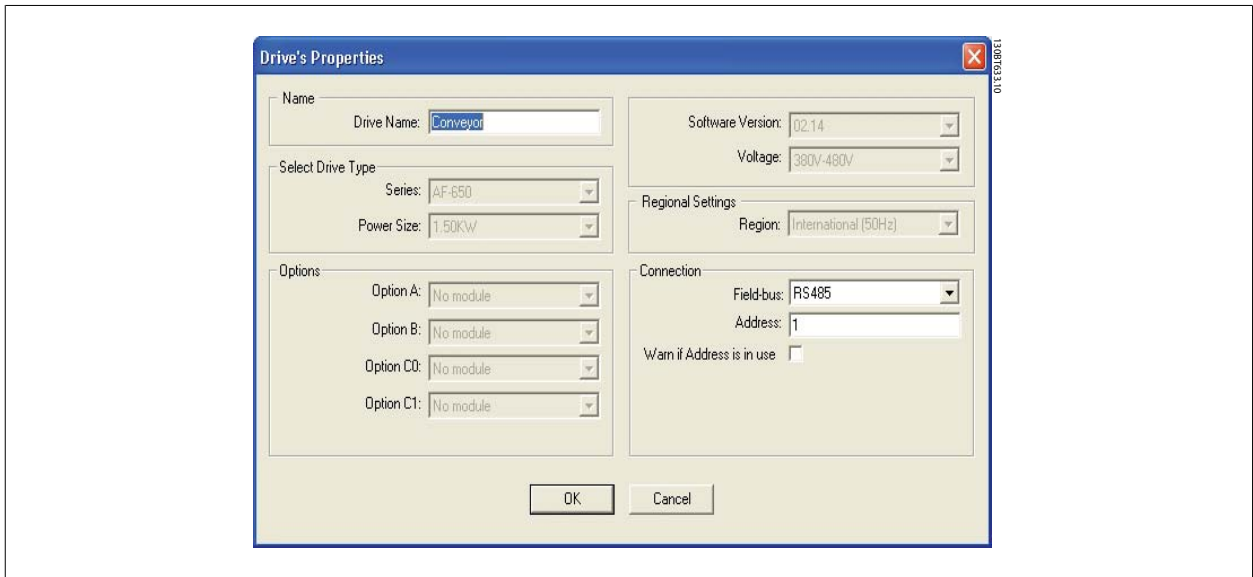 Drive's Properties
130BT633.10
Name
Drive Name: Conveyor
Select Drive Type
Series: AF-650
Power Size: 1.50KW
Options
Option A: No module
Option B: No module
Option C0: No module
Option C1: No module
Software Version: 02.14
Voltage: 380V-480V
Regional Settings
Region: International (50Hz)
Connection
Field-bus: RS485
Address: 1
Warn if Address is in use
OK
Cancel